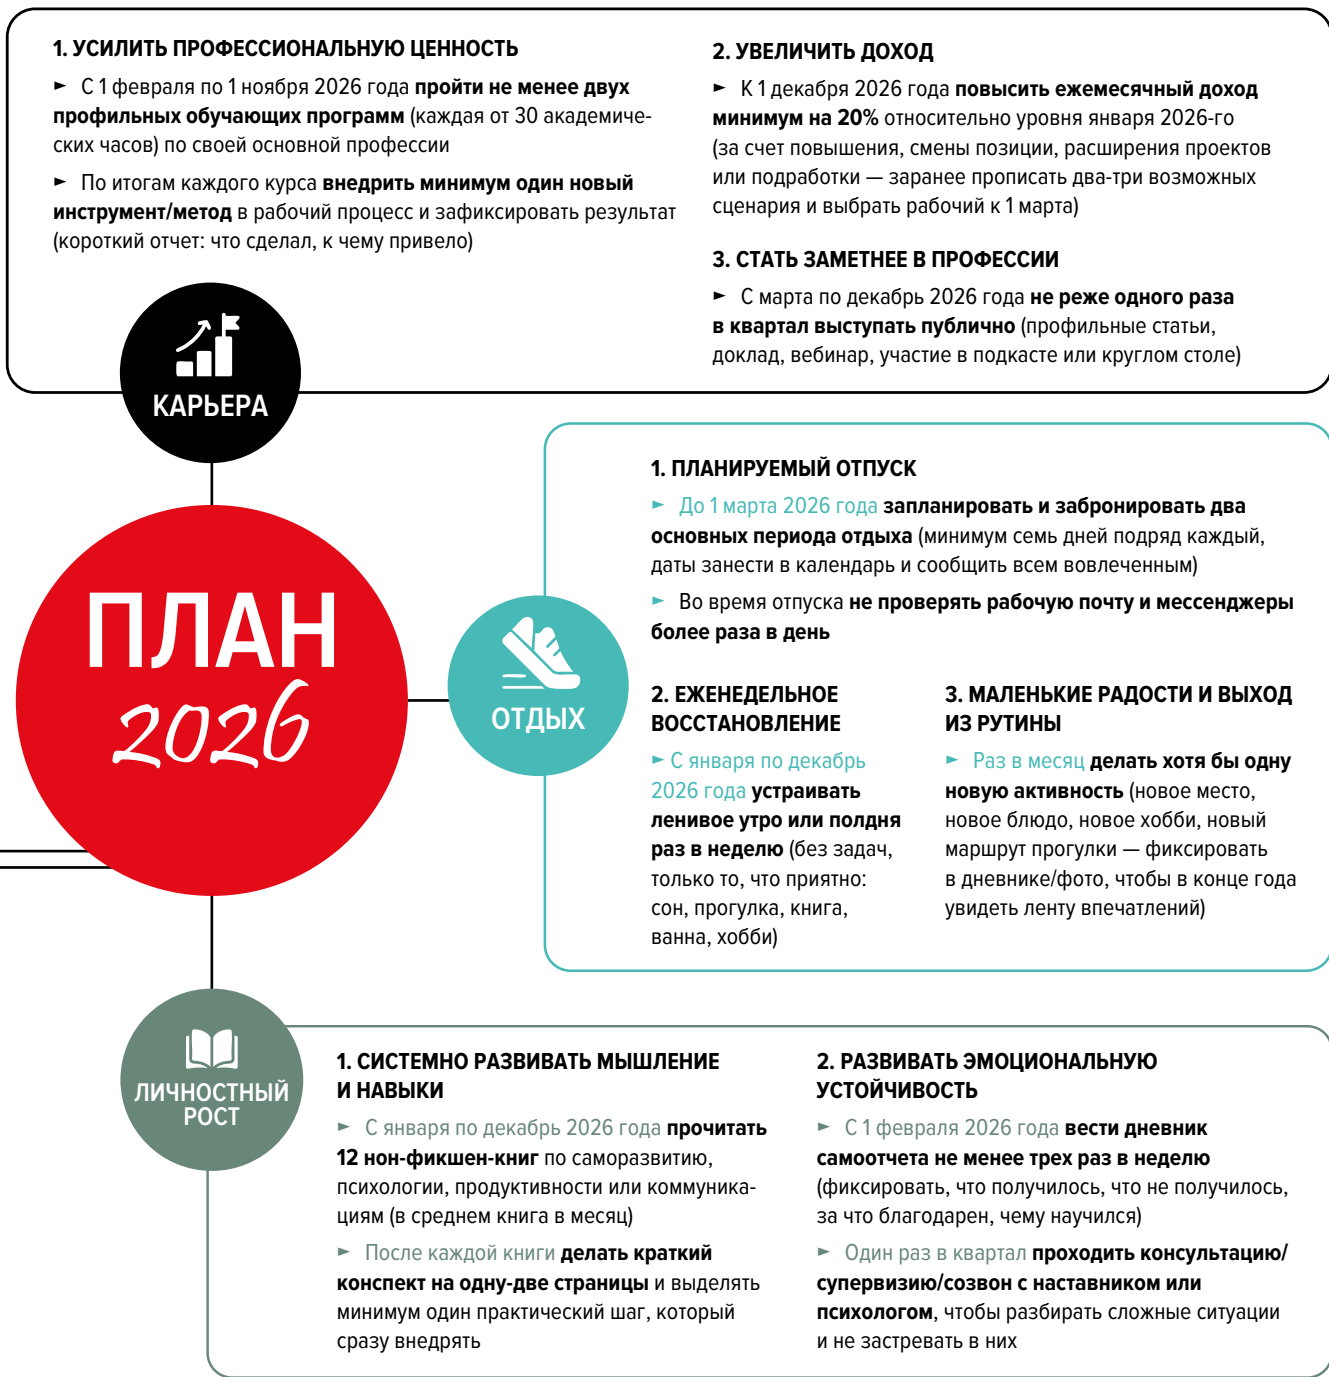 1. УСИЛИТЬ ПРОФЕССИОНАЛЬНУЮ ЦЕННОСТЬ
► С 1 февраля по 1 ноября 2026 года пройти не менее двух
профильных обучающих программ (каждая от 30 академиче-
ских часов) по своей основной профессии
► По итогам каждого курса внедрить минимум один новый
инструмент/метод в рабочий процесс и зафиксировать результат
(короткий отчет: что сделал, к чему привело)
2. УВЕЛИЧИТЬ ДОХОД
► К 1 декабря 2026 года повысить ежемесячный доход
минимум на 20% относительно уровня января 2026-го
(за счет повышения, смены позиции, расширения проектов
или подработки — заранее прописать два-три возможных
сценария и выбрать рабочий к 1 марта)
3. СТАТЬ ЗАМЕТНЕЕ В ПРОФЕССИИ
► С марта по декабрь 2026 года не реже одного раза
в квартал выступать публично (профильные статьи,
доклад, вебинар, участие в подкасте или круглом столе)
КАРЬЕРА
ПЛАН
2026
ОТДЫХ
1. ПЛАНИРУЕМЫЙ ОТПУСК
► До 1 марта 2026 года запланировать и забронировать два
основных периода отдыха (минимум семь дней подряд каждый,
даты занести в календарь и сообщить всем вовлеченным)
► Во время отпуска не проверять рабочую почту и мессенджеры
более раза в день
2. ЕЖЕНЕДЕЛЬНОЕ
ВОССТАНОВЛЕНИЕ
► С января по декабрь
2026 года устраивать
ленивое утро или полдня
раз в неделю (без задач,
только то, что приятно:
сон, прогулка, книга,
ванна, хобби)
3. МАЛЕНЬКИЕ РАДОСТИ И ВЫХОД
ИЗ РУТИНЫ
► Раз в месяц делать хотя бы одну
новую активность (новое место,
новое блюдо, новое хобби, новый
маршрут прогулки — фиксировать
в дневнике/фото, чтобы в конце года
увидеть ленту впечатлений)
ЛИЧНОСТНЫЙ
РОСТ
1. СИСТЕМНО РАЗВИВАТЬ МЫШЛЕНИЕ
И НАВЫКИ
► С января по декабрь 2026 года прочитать
12 нон-фикшен-книг по саморазвитию,
психологии, продуктивности или коммуника-
циям (в среднем книга в месяц)
► После каждой книги делать краткий
конспект на одну-две страницы и выделять
минимум один практический шаг, который
сразу внедрять
2. РАЗВИВАТЬ ЭМОЦИОНАЛЬНУЮ
УСТОЙЧИВОСТЬ
► С 1 февраля 2026 года вести дневник
самоотчета не менее трех раз в неделю
(фиксировать, что получилось, что не получилось,
за что благодарен, чему научился)
► Один раз в квартал проходить консультацию/
супервизию/созвон с наставником или
психологом, чтобы разбирать сложные ситуации
и не застревать в них